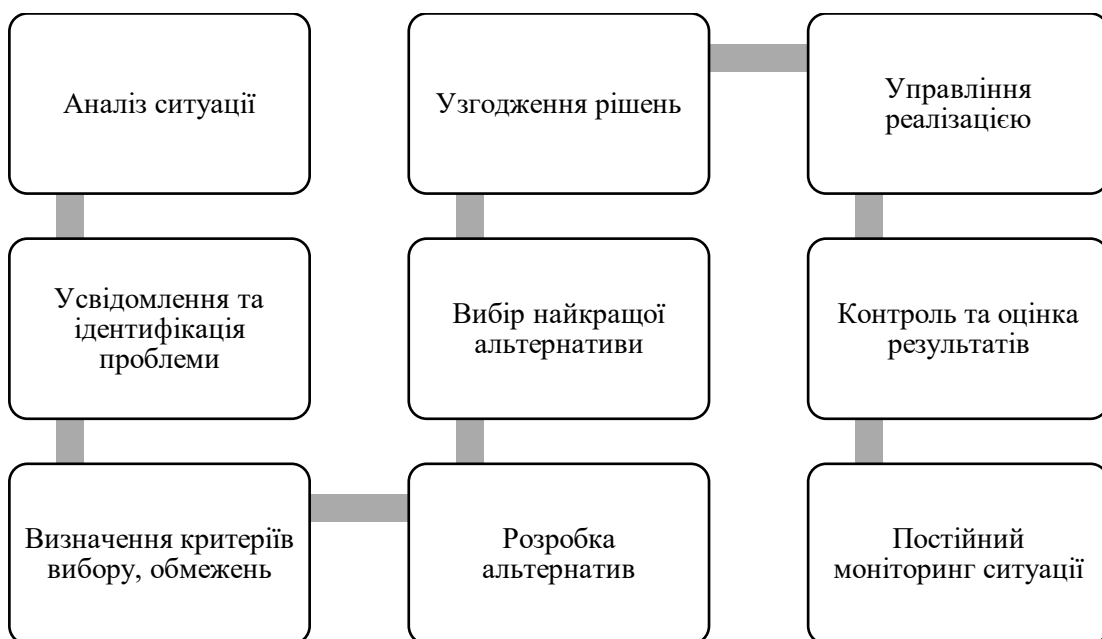 Аналіз ситуації
Усвідомлення та
ідентифікація
проблеми
Визначення критеріїв
вибору, обмежень
Розробка
альтернатив
Вибір найкращої
альтернативи
Узгодження рішень
Управління
реалізацією
Контроль та оцінка
результатів
Постійний
моніторинг ситуації